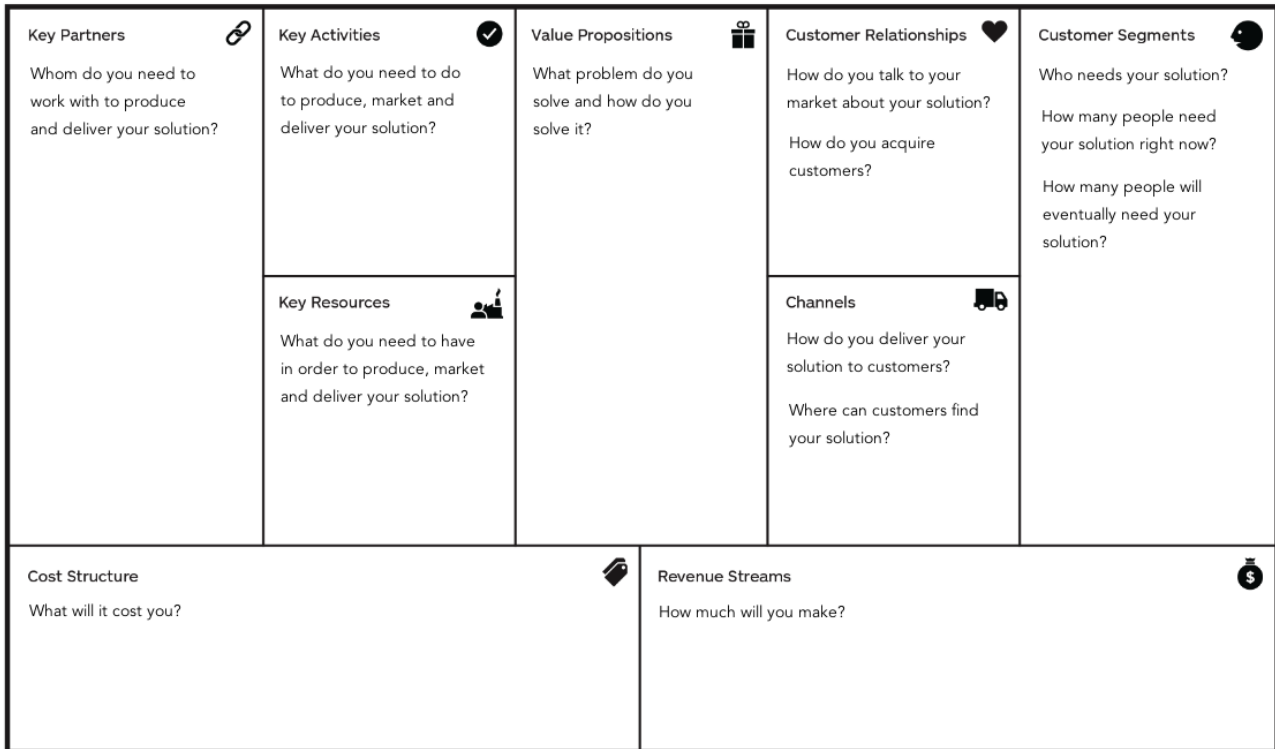 Key Partners
Whom do you need to
work with to produce
and deliver your solution?
Key Activities
What do you need to do
to produce, market and
deliver your solution?
Key Resources
What do you need to have
in order to produce, market
and deliver your solution?
Value Propositions
What problem do you
solve and how do you
solve it?
Customer Relationships
How do you talk to your
market about your solution?
How do you acquire
customers?
Channels
How do you deliver your
solution to customers?
Where can customers find
your solution?
Customer Segments
Who needs your solution?
How many people need
your solution right now?
How many people will
eventually need your
solution?
Cost Structure
What will it cost you?
Revenue Streams
$
How much will you make?